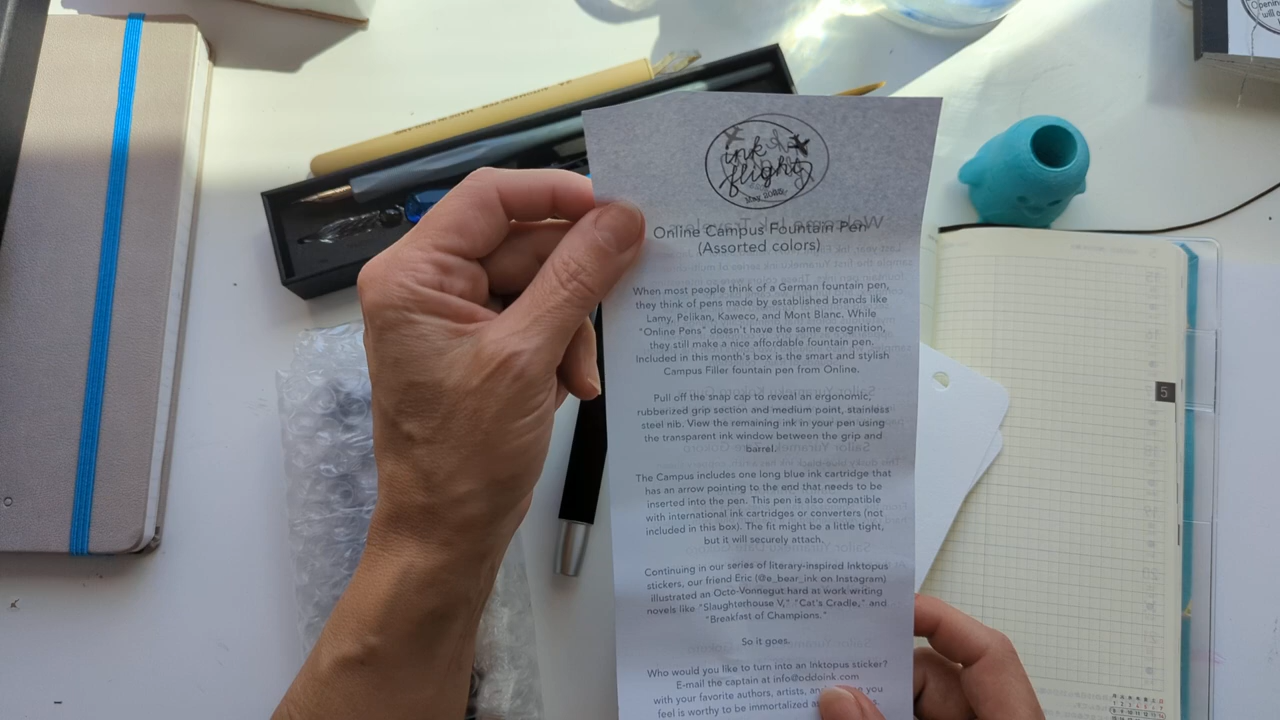 ink
flight
Online Campus Fountain Pen
(Assorted colors)
When most people think of a German fountain pen,
they think of pens made by established brands like
Lamy, Pelikan, Kaweco, and Mont Blanc. While
"Online Pens" doesn't have the same recognition,
they still make a nice affordable fountain pen.
Included in this month's box is the smart and stylish
Campus Filler fountain pen from Online.
Pull off the snap cap to reveal an ergonomic,
rubberized grip section and medium point, stainless
steel nib. View the remaining ink in your pen using
the transparent ink window between the grip and
barrel.
The Campus includes one long blue ink cartridge that
has an arrow pointing to the end that needs to be
inserted into the pen. This pen is also compatible
with international ink cartridges or converters (not
included in this box). The fit might be a little tight,
but it will securely attach.
Continuing in our series of literary-inspired Inktopus
stickers, our friend Eric (@e_bear_ink on Instagram)
illustrated an Octo-Vonnegut hard at work writing
novels like "Slaughterhouse V," "Cat's Cradle," and
"Breakfast of Champions."
So it goes.
Who would you like to turn into an Inktopus sticker?
E-mail the captain at info@oddoink.com
with your favorite authors, artists, you
feel is worthy to be immortalized
5